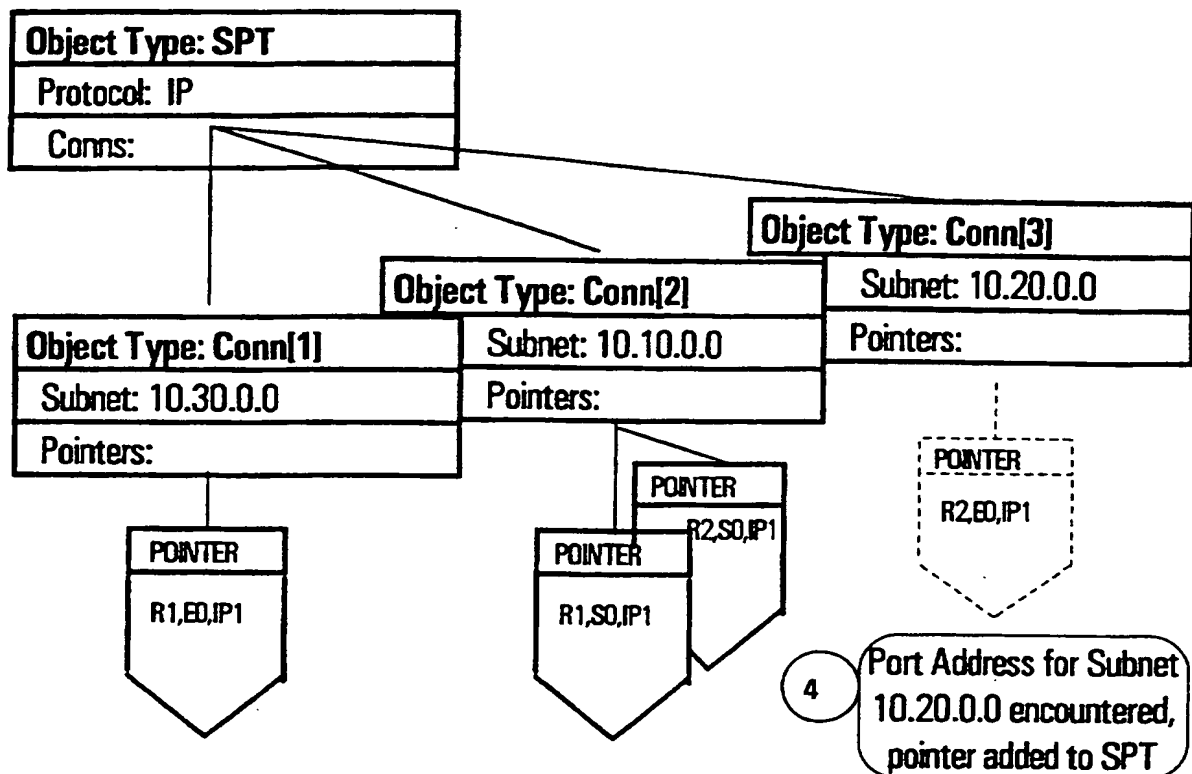 Object Type: SPT
Protocol: IP
Conns:
Object Type: Conn[3]
Subnet: 10.20.0.0
Pointers:
Object Type: Conn[2]
Subnet: 10.10.0.0
Pointers:
Object Type: Conn[1]
Subnet: 10.30.0.0
Pointers:
POINTER
R1,E0,IP1
POINTER
R1,S0,IP1
POINTER
R2,S0,IP1
POINTER
R2,E0,IP1
4
Port Address for Subnet
10.20.0.0 encountered,
pointer added to SPT